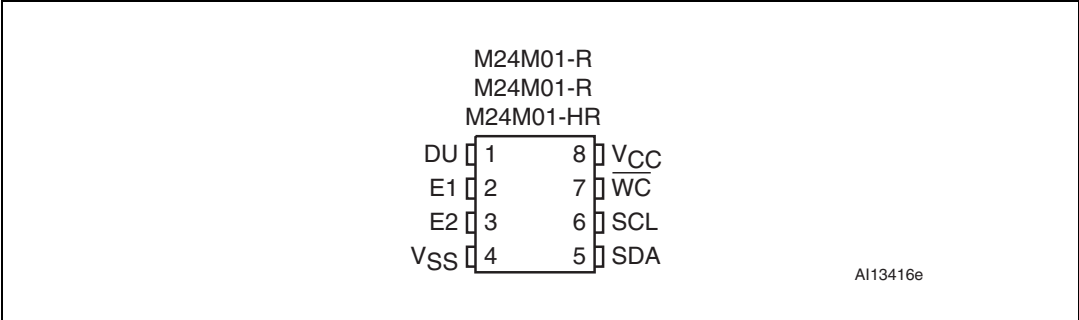 M24M01-R
M24M01-R
M24M01-HR
DU 1 8 VCC
E1 2 7 WC
E2 3 6 SCL
VSS 4 5 SDA
AI13416e